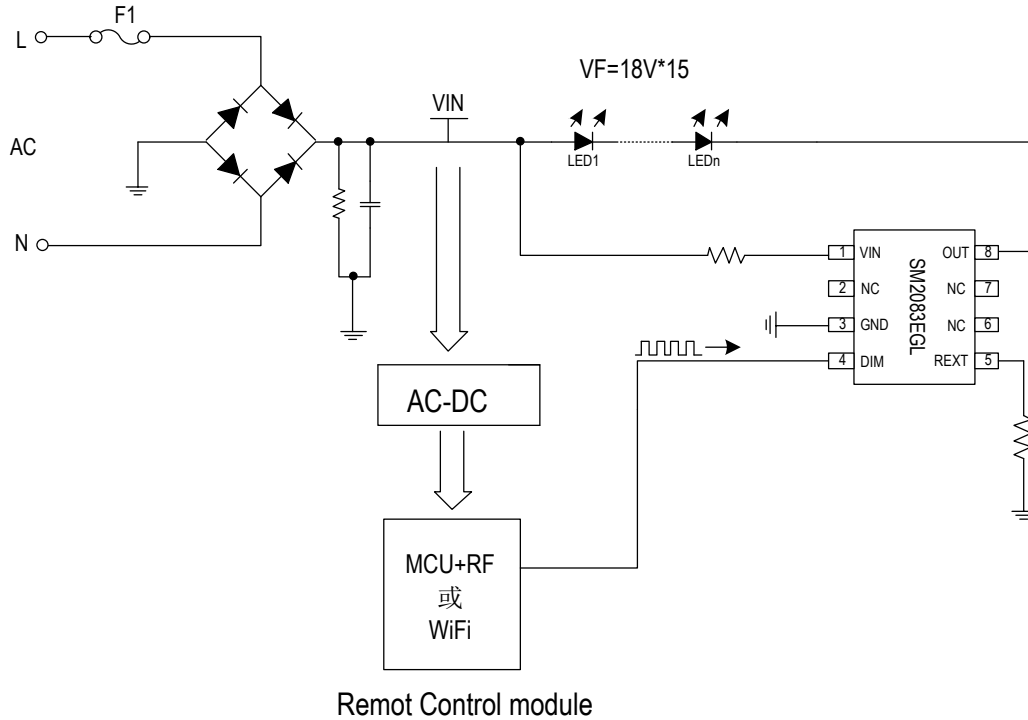 F1
L
VF=18V*15
VIN
AC
LED1
LEDn
N
1 VIN
OUT 8
2 NC
NC 7
SM2083EGL
3 GND
NC 6
4 DIM
REXT 5
AC-DC
MCU+RF
或
WiFi
Remot Control module